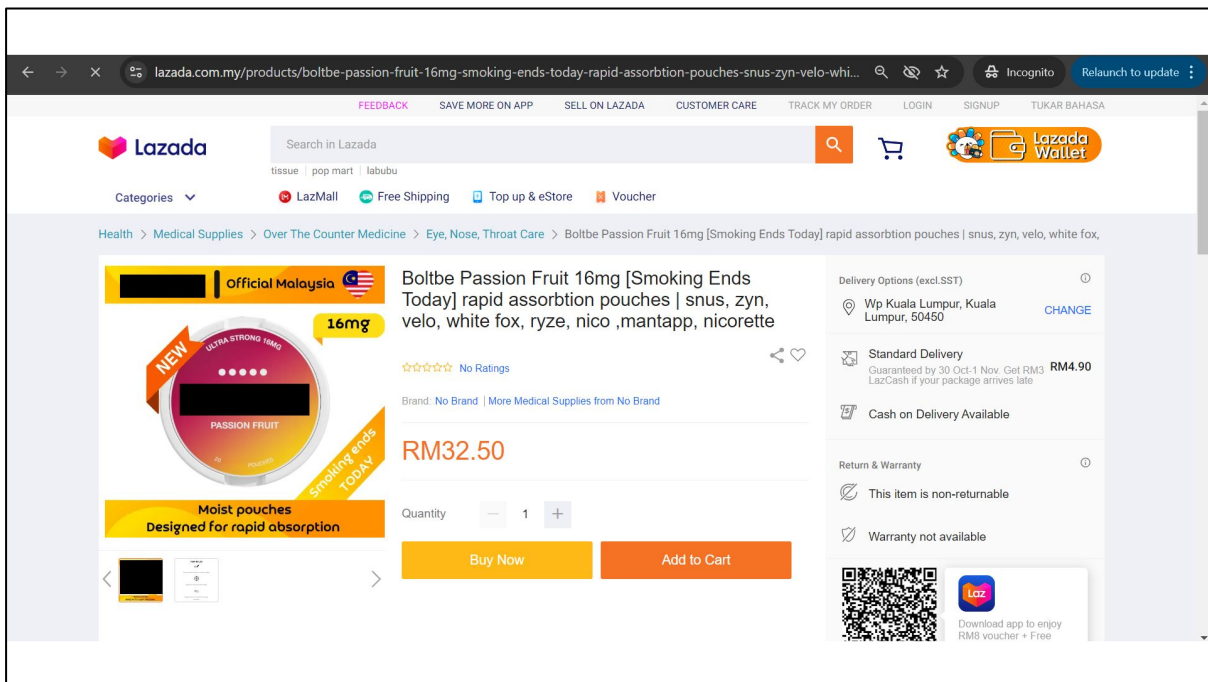 lazada.com.my/products/boltbe-passion-fruit-16mg-smoking-ends-today-rapid-assorbtion-pouches-snus-zyn-velo-whi...
Incognito
Relaunch to update
FEEDBACK SAVE MORE ON APP SELL ON LAZADA CUSTOMER CARE TRACK MY ORDER LOGIN SIGNUP TUKAR BAHASA
Lazada
Search in Lazada
Lazada
Wallet
tissue pop mart labubu
Categories LazMall Free Shipping Top up & eStore Voucher
Health > Medical Supplies > Over The Counter Medicine > Eye, Nose, Throat Care > Boltbe Passion Fruit 16mg [Smoking Ends Today] rapid assorbtion pouches | snus, zyn, velo, white fox,
Official Malaysia
16mg
NEW
ULTRA STRONG 16MG
PASSION FRUIT
20 POUCHES
Smoking ends
TODAY
Moist pouches
Designed for rapid absorption
Boltbe Passion Fruit 16mg [Smoking Ends
Today] rapid assorbtion pouches | snus, zyn,
velo, white fox, ryze, nico ,mantapp, nicorette
No Ratings
Brand: No Brand | More Medical Supplies from No Brand
RM32.50
Quantity 1
Buy Now Add to Cart
Delivery Options (excl.SST)
Wp Kuala Lumpur, Kuala
Lumpur, 50450
CHANGE
Standard Delivery
Guaranteed by 30 Oct-1 Nov. Get RM3
LazCash if your package arrives
late
RM4.90
Cash on Delivery Available
Return & Warranty
This item is non-returnable
Warranty not available
Laz
Download app to enjoy
RM8 voucher + Free